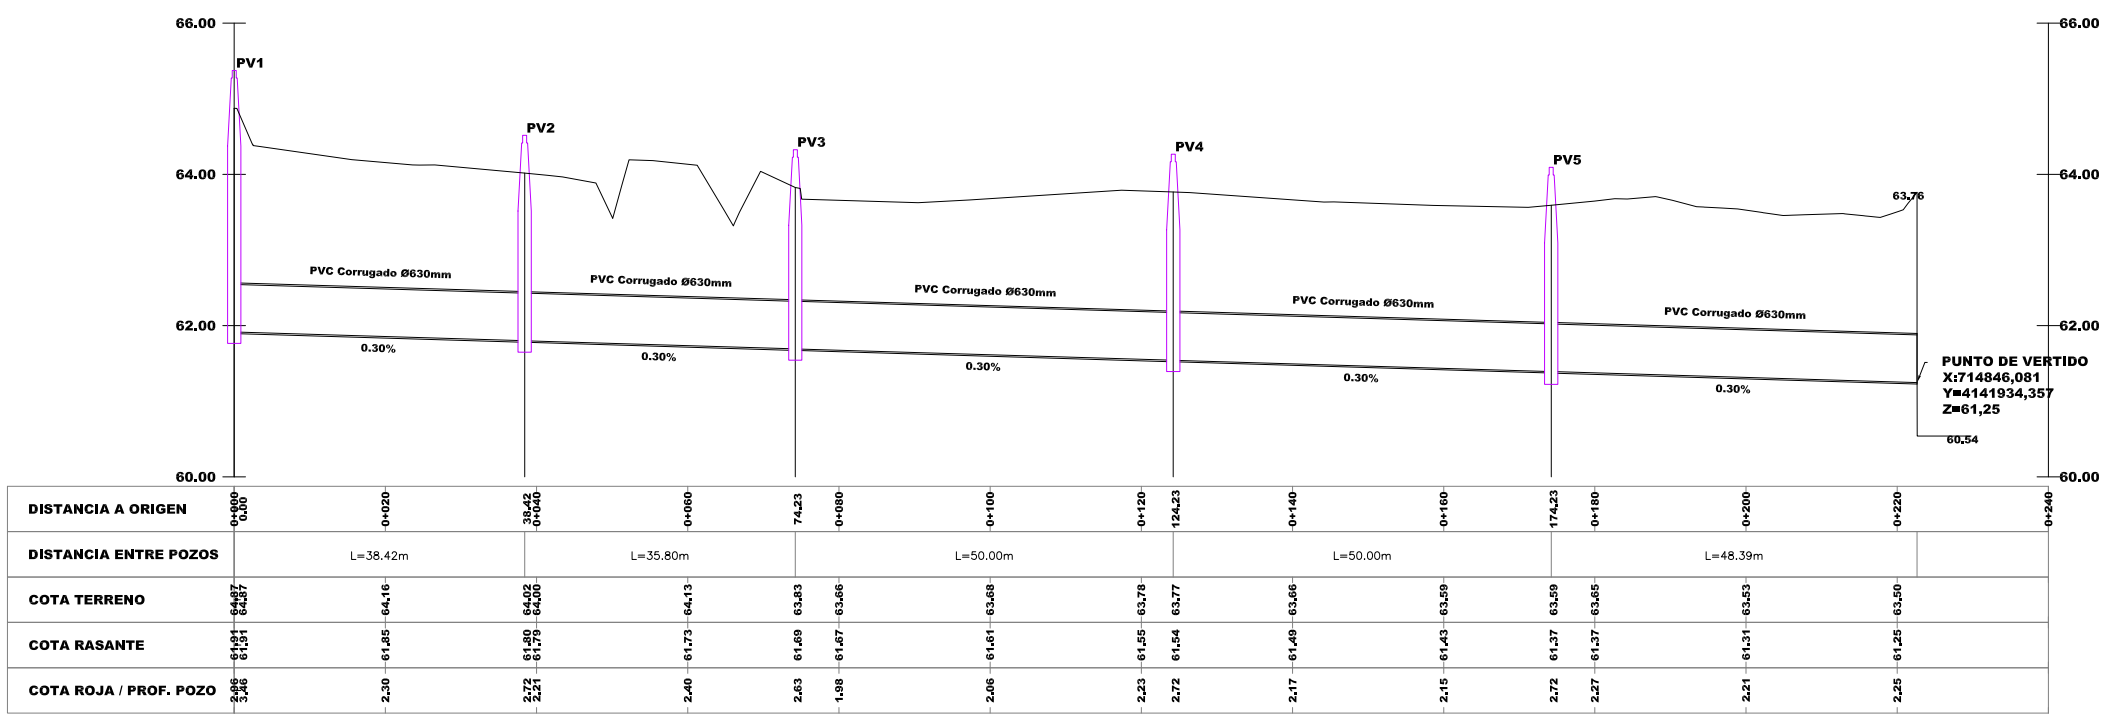 66.00
66.00
PV1
PV2
PV3
PV4
PV5
64.00
64.00
63.76
PVC Corrugado Ø630mm
PVC Corrugado Ø630mm
PVC Corrugado Ø630mm
PVC Corrugado Ø630mm
PVC Corrugado Ø630mm
62.00
62.00
0.30%
0.30%
0.30%
0.30%
0.30%
PUNTO DE VERTIDO
X:714846,081
Y=4141934,357
Z=61,25
60.54
60.00
60.00
DISTANCIA A ORIGEN
0+000 0.00 0+020 38.42 0+040 0+060 74.23 0+080 0+100 0+120 124.23 0+140 0+160 174.23 0+180 0+200 0+220 0+240
DISTANCIA ENTRE POZOS
L=38.42m L=35.80m L=50.00m L=50.00m L=48.39m
COTA TERRENO
64.87 64.87 64.16 64.02 64.00 64.13 63.83 63.66 63.68 63.78 63.77 63.66 63.59 63.59 63.65 63.53 63.50
COTA RASANTE
61.91 61.91 61.85 61.80 61.79 61.73 61.69 61.67 61.61 61.55 61.54 61.49 61.43 61.37 61.37 61.31 61.25
COTA ROJA / PROF. POZO
2.96 3.46 2.30 2.72 2.21 2.40 2.63 1.98 2.06 2.23 2.72 2.17 2.15 2.72 2.27 2.21 2.25